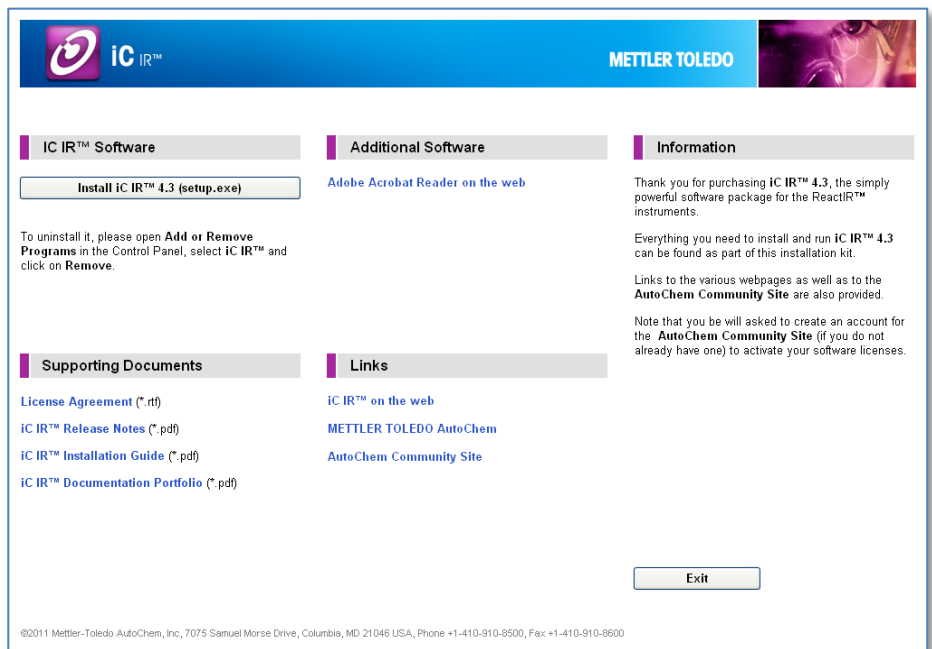 iC IR™
METTLER TOLEDO
IC IR™ Software
Install iC IR™ 4.3 (setup.exe)
To uninstall it, please open Add or Remove
Programs in the Control Panel, select iC IR™ and
click on Remove.
Additional Software
Adobe Acrobat Reader on the web
Information
Thank you for purchasing iC IR™ 4.3, the simply
powerful software package for the ReactIR™
instruments.
Everything you need to install and run iC IR™ 4.3
can be found as part of this installation kit.
Links to the various webpages as well as to the
AutoChem Community Site are also provided.
Note that you be will asked to create an account for
the AutoChem Community Site (if you do not
already have one) to activate your software licenses.
Supporting Documents
License Agreement (*.rtf)
iC IR™ Release Notes (*.pdf)
iC IR™ Installation Guide (*.pdf)
iC IR™ Documentation Portfolio (*.pdf)
Links
iC IR™ on the web
METTLER TOLEDO AutoChem
AutoChem Community Site
Exit
©2011 Mettler-Toledo AutoChem, Inc, 7075 Samuel Morse Drive, Columbia, MD 21046 USA, Phone +1-410-910-8500, Fax +1-410-910-8600